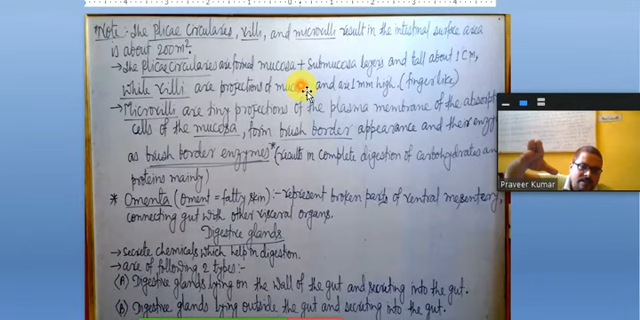 Note:- The plicae circulares, villi, and microvilli result in the intestinal surface area
is about 200m².
→ The plicae circulares are formed mucosa + submucosa layers and tall about 1 CM,
while villi are projections of and are 1mm high. (finger like)
→ Microvilli are tiny projections of the plasma membrane of the absorpt
cells of the mucosa, form brush border appearance and their enzy
as brush border enzymes* (result in complete digestion of carbohydrates an
proteins mainly)
* Omenta (oment = fatty skin) :- represent broken parts of ventral mesentery,
connecting gut with other visceral organs.
Digestive glands
→ secrete chemicals which help in digestion.
→ are of following 2 types:-
(A) Digestive glands lying on the wall of the gut and secreting into the gut.
(B) Digestive glands lying outside the gut and secreting into the gut.
Praveer Kumar